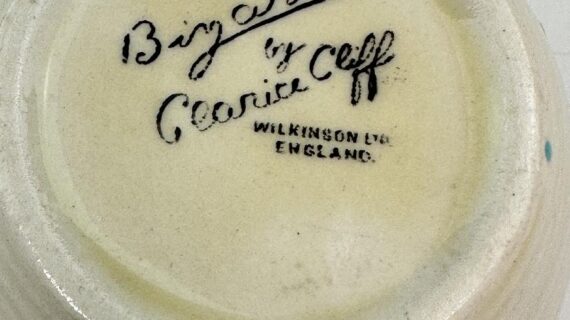 by
Clarice Cliff
WILKINSON LTD
ENGLAND.